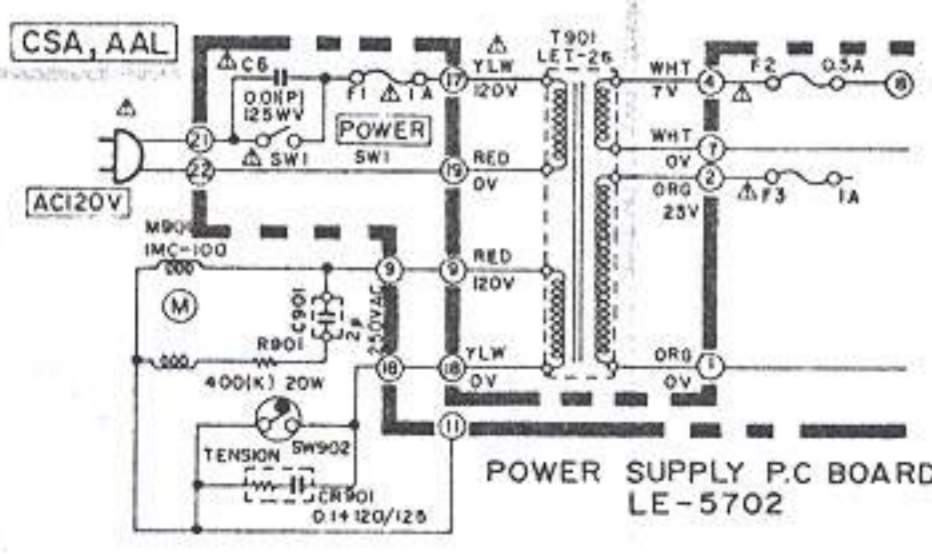 CSA, AAL
C6
0.01(P)
125WV
F1
1A
POWER
SW1
SW1
21
22
AC120V
17
YLW
120V
19
RED
0V
T901
LET-26
WHT
7V
4
F2
0.5A
WHT
0V
7
ORG
25V
2
F3
1A
IMC-100
M
C901
2µ
250VAC
R901
400(K) 20W
9
9
RED
120V
18
18
YLW
0V
ORG
0V
1
11
SW902
TENSION
CR901
0.1+120/125
POWER SUPPLY P.C BOARD
LE-5702